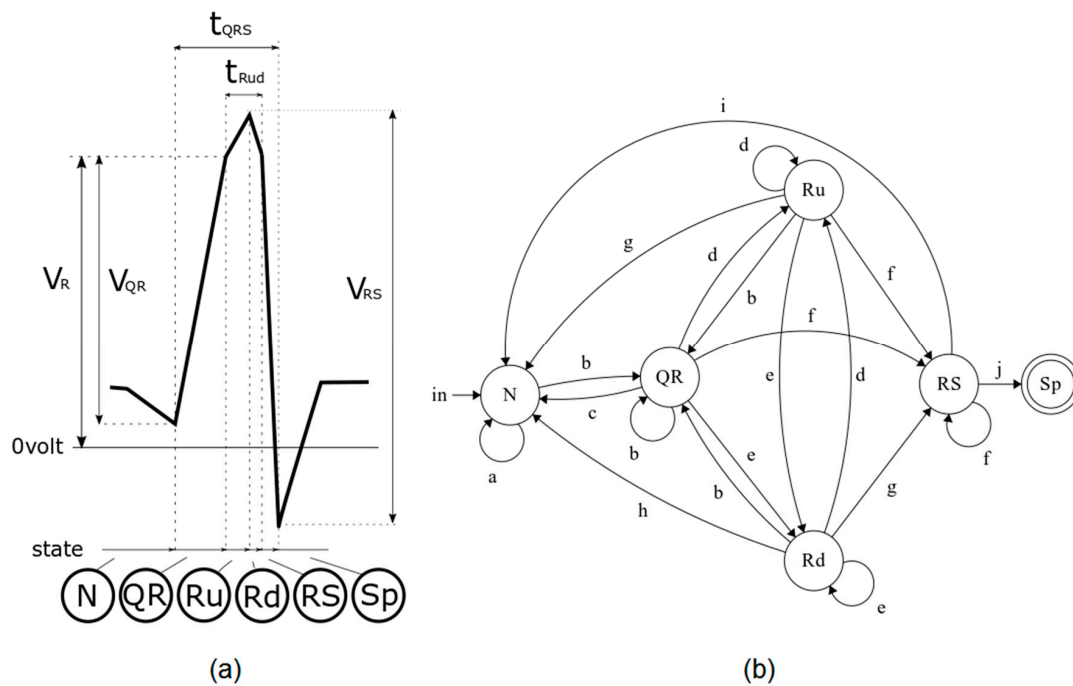 tQRS
tRud
VR
VQR
VRS
0volt
state
N QR Ru Rd RS Sp
(a)
i
d
Ru
g
d
b
f
f
in
N
b
c
QR
e
d
RS
j
Sp
a
b
e
b
g
f
h
Rd
e
(b)